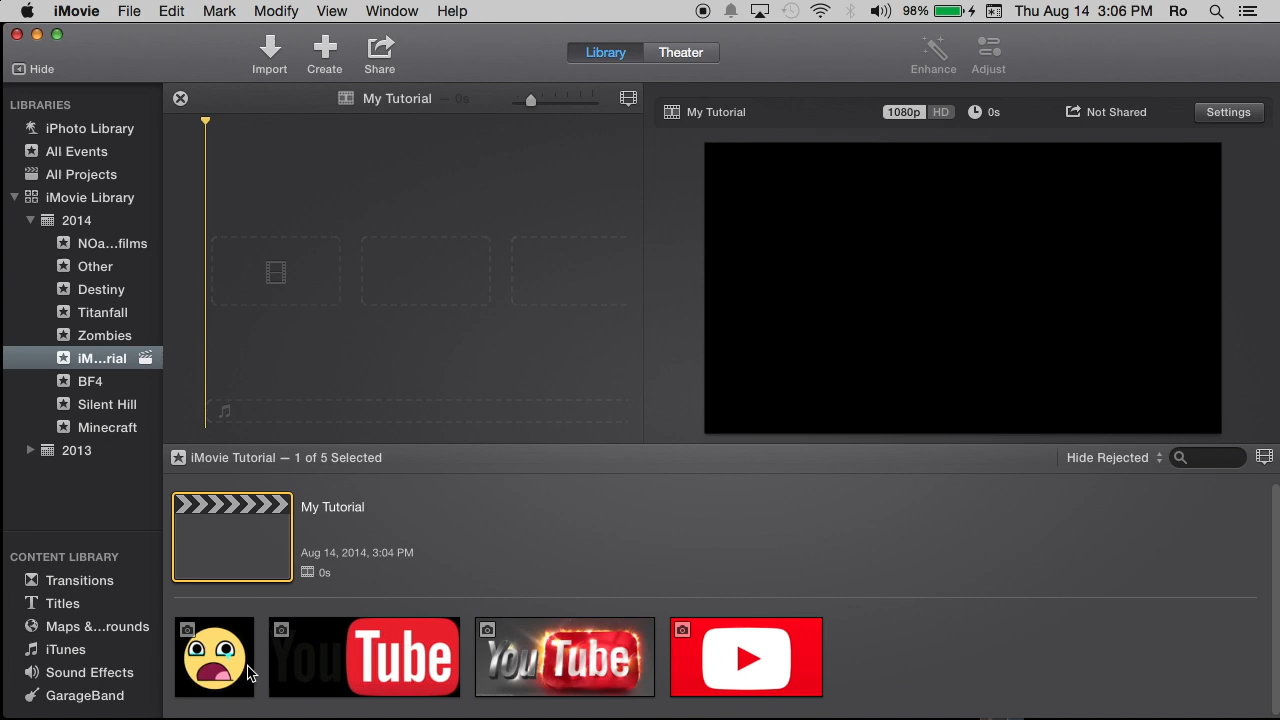 iMovie File Edit Mark Modify View Window Help 98% Thu Aug 14 3:06 PM Ro
Hide
Import Create Share
Library Theater
Enhance Adjust
LIBRARIES
iPhoto Library
All Events
All Projects
iMovie Library
2014
NOa...films
Other
Destiny
Titanfall
Zombies
iM...rial
BF4
Silent Hill
Minecraft
2013
CONTENT LIBRARY
Transitions
Titles
Maps &...rounds
iTunes
Sound Effects
GarageBand
My Tutorial — 0s
My Tutorial 1080p HD 0s Not Shared Settings
iMovie Tutorial — 1 of 5 Selected Hide Rejected
My Tutorial
Aug 14, 2014, 3:04 PM
0s
YouTube
YouTube